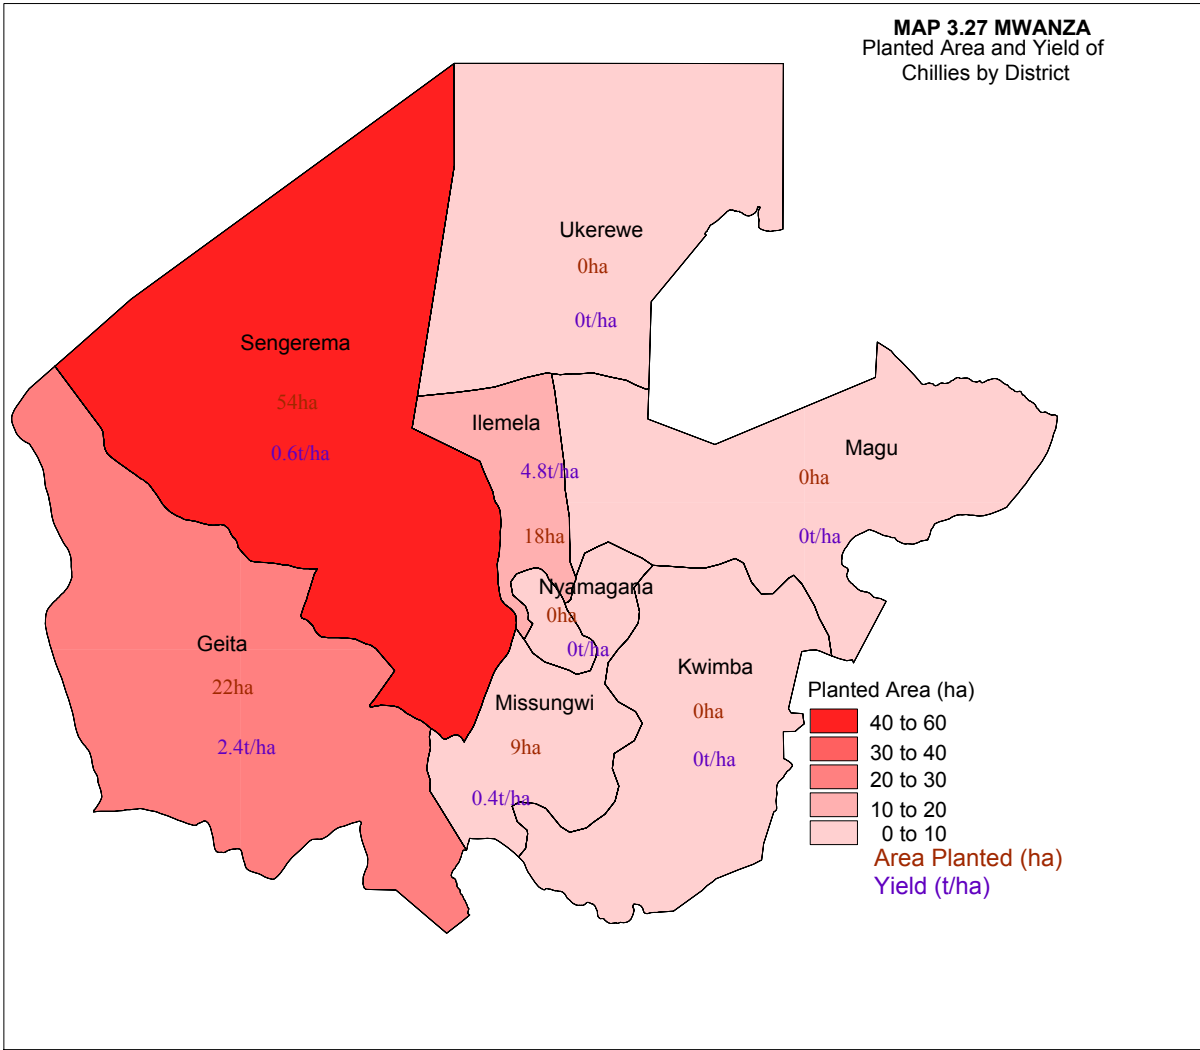 MAP 3.27 MWANZA
Planted Area and Yield of
Chillies by District
Ukerewe
0ha
0t/ha
Sengerema
54ha
0.6t/ha
Ilemela
4.8t/ha
18ha
Magu
0ha
0t/ha
Nyamagana
0ha
0t/ha
Geita
22ha
2.4t/ha
Missungwi
9ha
0.4t/ha
Kwimba
0ha
0t/ha
Planted Area (ha)
40 to 60
30 to 40
20 to 30
10 to 20
0 to 10
Area Planted (ha)
Yield (t/ha)